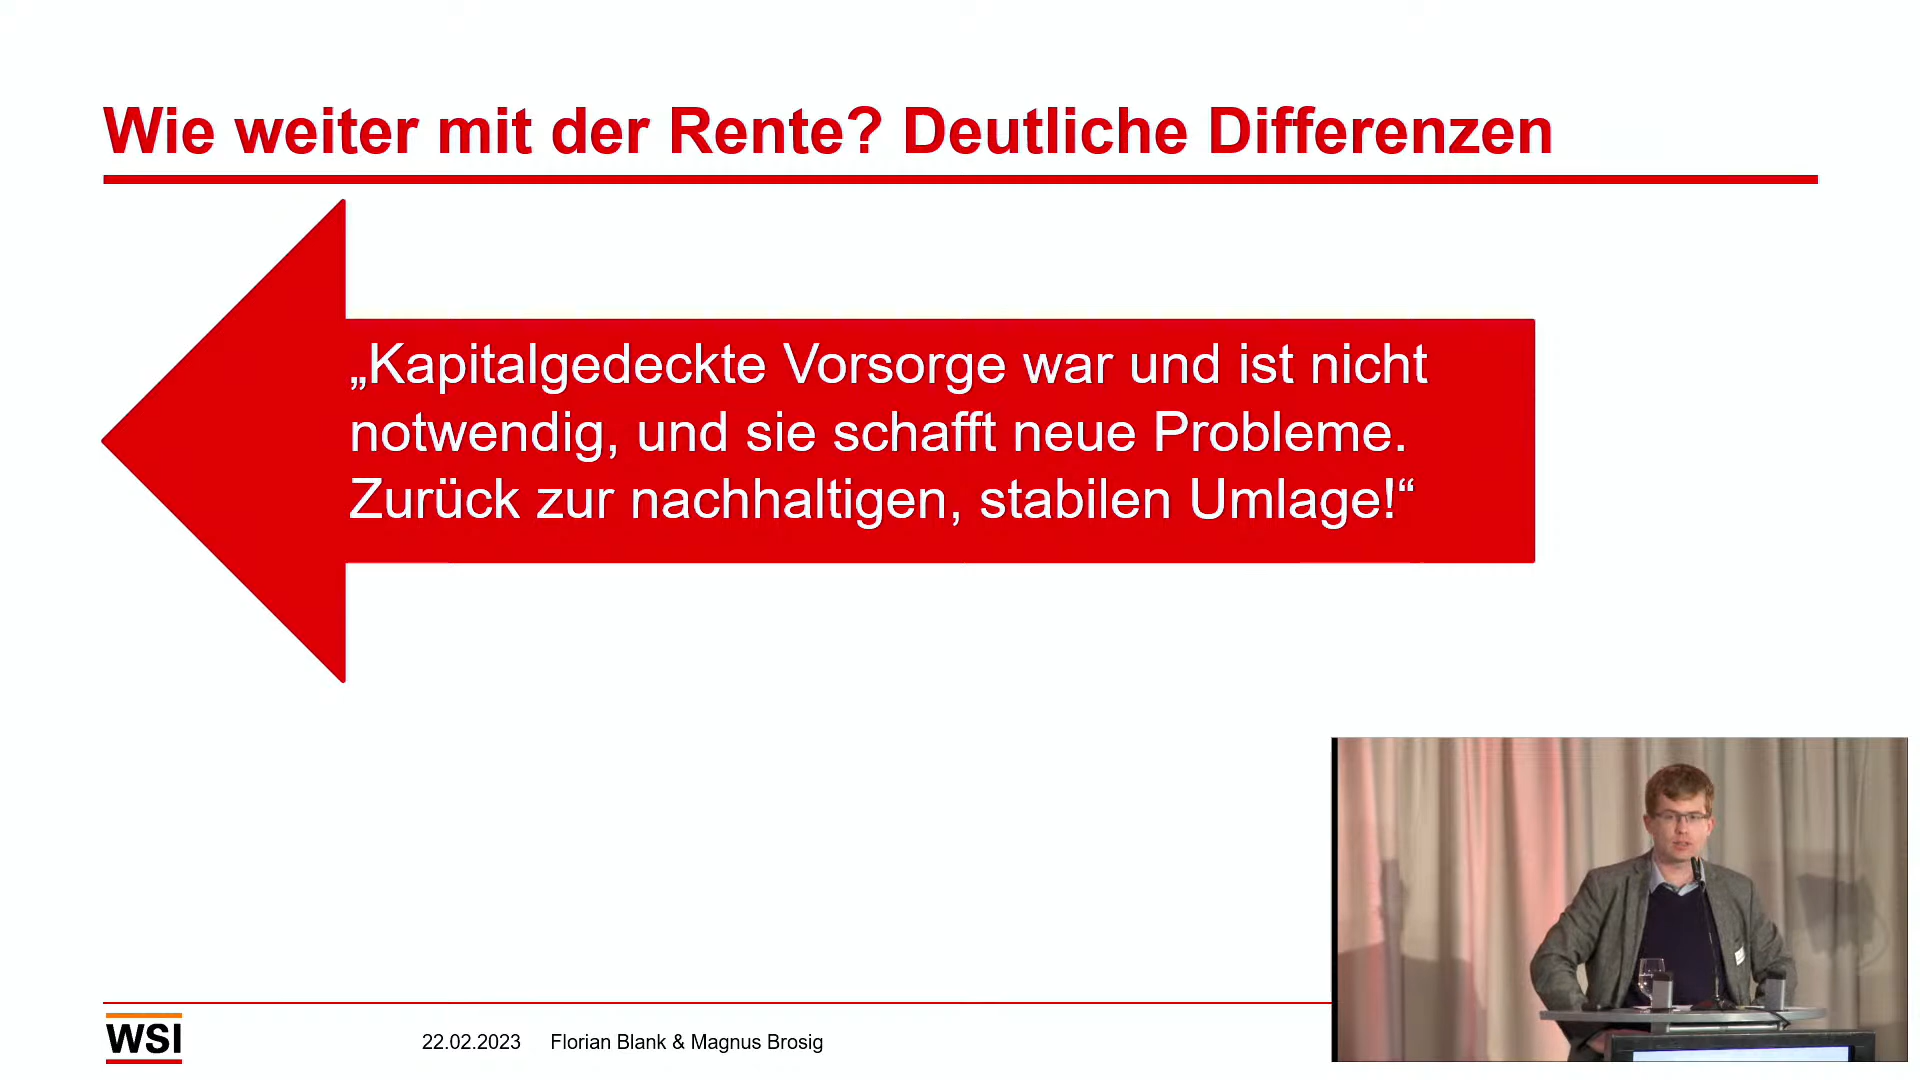 Wie weiter mit der Rente? Deutliche Differenzen
„Kapitalgedeckte Vorsorge war und ist nicht
notwendig, und sie schafft neue Probleme.
Zurück zur nachhaltigen, stabilen Umlage!“
WSI
22.02.2023 Florian Blank & Magnus Brosig